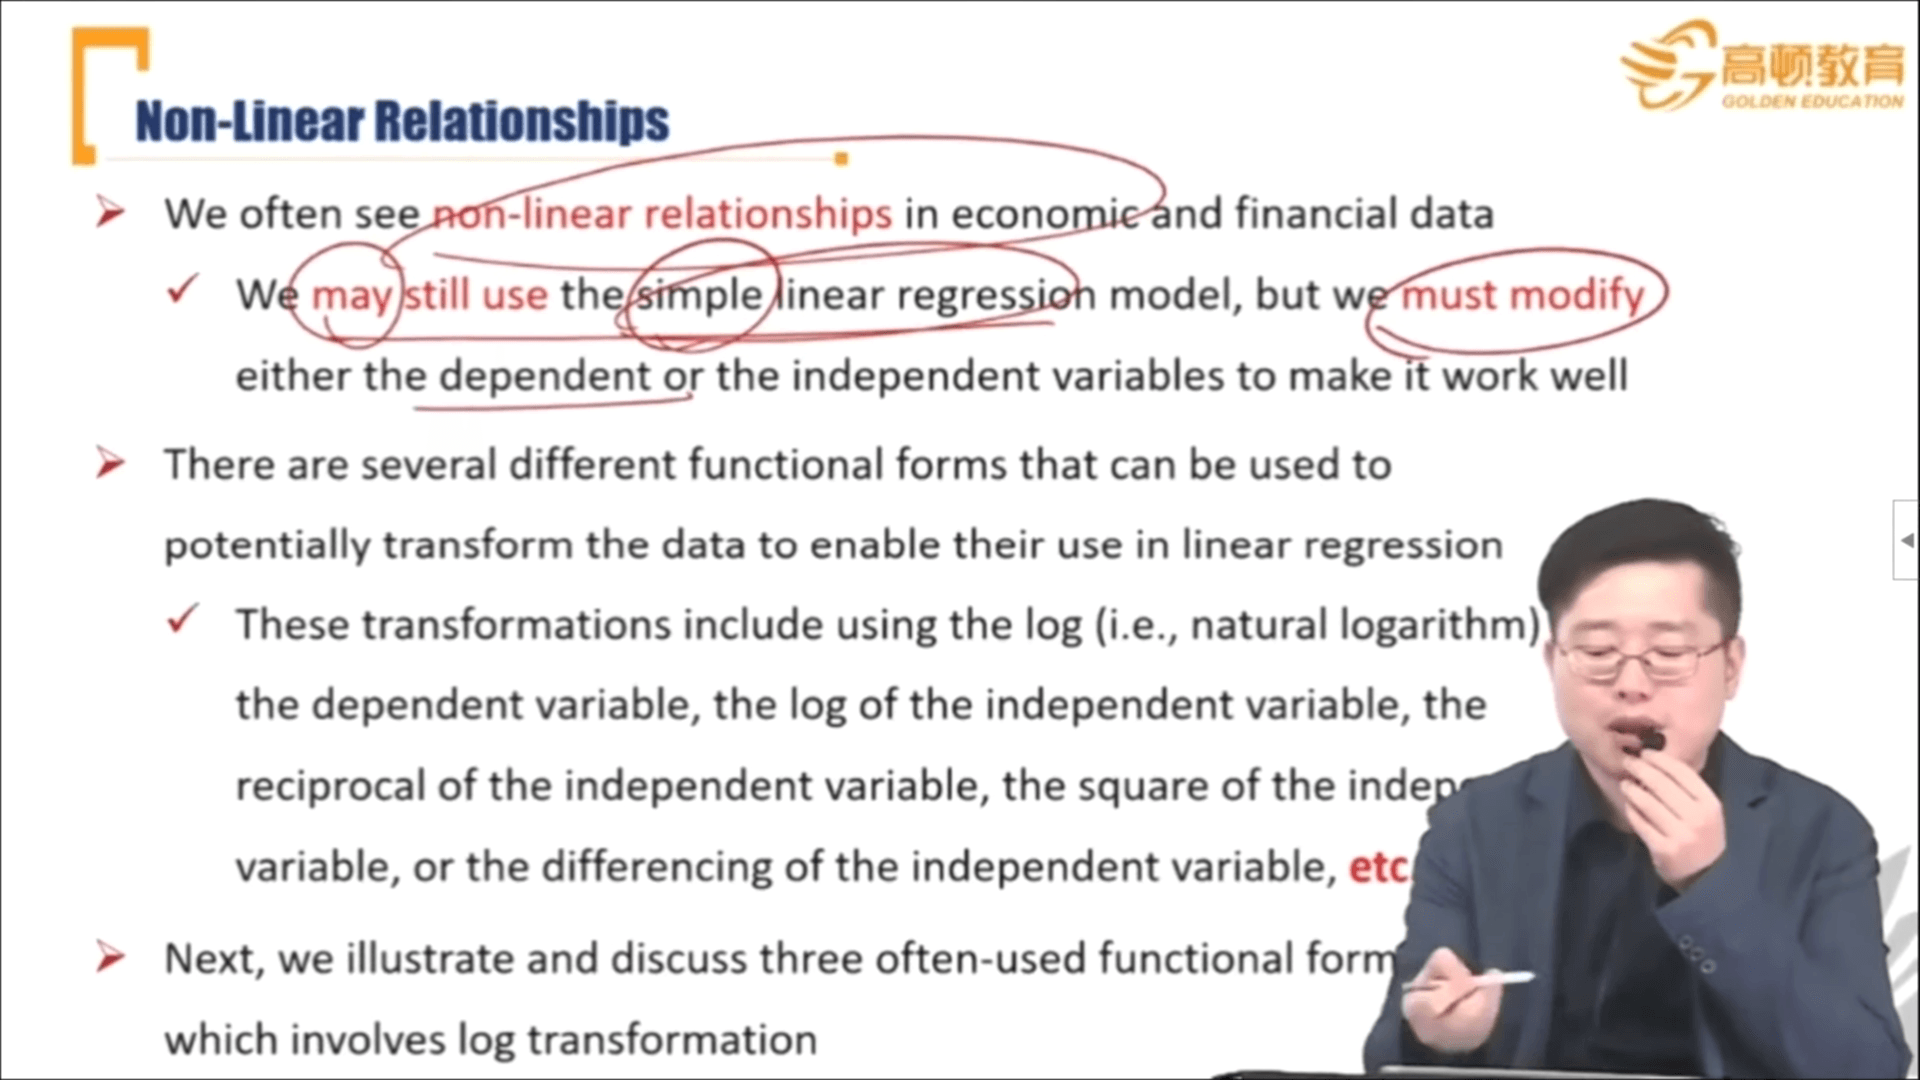 高顿教育
GOLDEN EDUCATION
Non-Linear Relationships
We often see non-linear relationships in economic and financial data
We may still use the simple linear regression model, but we must modify
either the dependent or the independent variables to make it work well
There are several different functional forms that can be used to
potentially transform the data to enable their use in linear regression
These transformations include using the log (i.e., natural logarithm)
the dependent variable, the log of the independent variable, the
reciprocal of the independent variable, the square of the indep
variable, or the differencing of the independent variable, etc
Next, we illustrate and discuss three often-used functional form
which involves log transformation